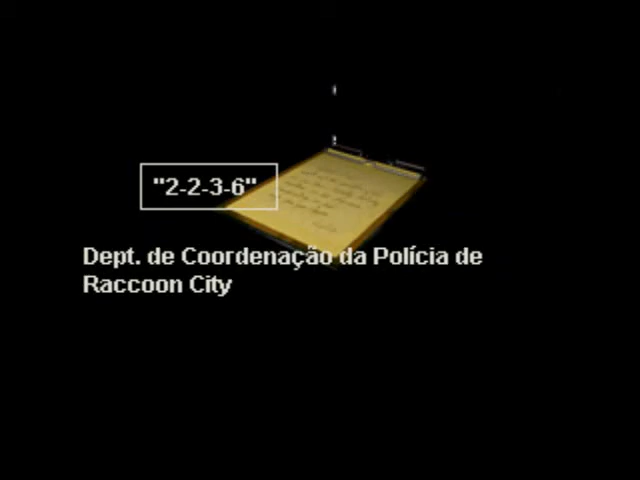 "2-2-3-6"
Dept. de Coordenação da Polícia de
Raccoon City